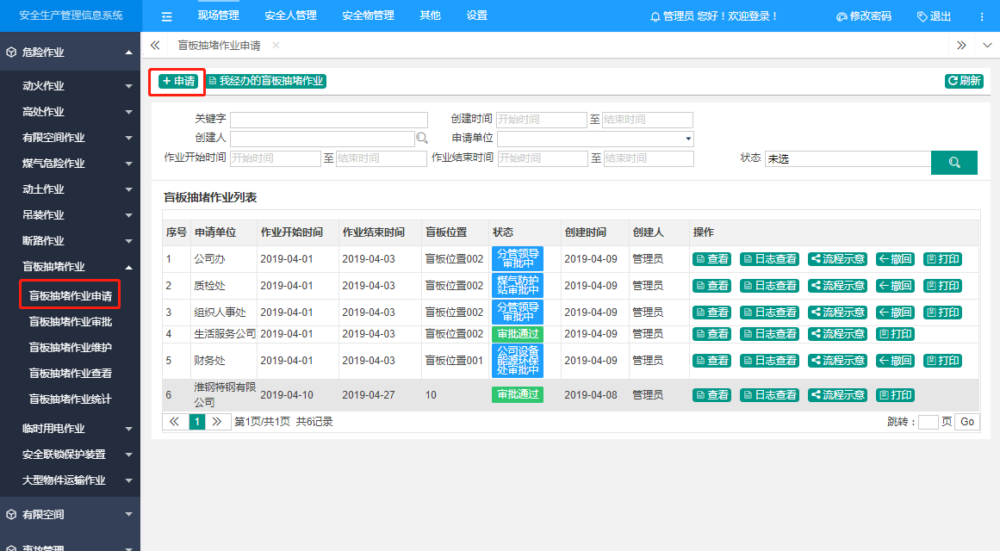 安全生产管理信息系统 现场管理 安全人管理 安全物管理 其他 设置 管理员 您好！欢迎登录！ 修改密码 退出
危险作业
动火作业
高处作业
有限空间作业
煤气危险作业
动土作业
吊装作业
断路作业
盲板抽堵作业
盲板抽堵作业申请
盲板抽堵作业审批
盲板抽堵作业维护
盲板抽堵作业查看
盲板抽堵作业统计
临时用电作业
安全联锁保护装置
大型物件运输作业
有限空间
事故管理
盲板抽堵作业申请
申请 我经办的盲板抽堵作业 刷新
关键字 创建时间 开始时间 至 结束时间
创建人 申请单位
作业开始时间 开始时间 至 结束时间 作业结束时间 开始时间 至 结束时间 状态 未选
盲板抽堵作业列表
序号 申请单位 作业开始时间 作业结束时间 盲板位置 状态 创建时间 创建人 操作
1 公司办 2019-04-01 2019-04-03 盲板位置002 分管领导审批中 2019-04-09 管理员 查看 日志查看 流程示意 撤回 打印
2 质检处 2019-04-01 2019-04-03 盲板位置002 煤气防护站审批中 2019-04-09 管理员 查看 日志查看 流程示意 撤回 打印
3 组织人事处 2019-04-01 2019-04-03 盲板位置002 分管领导审批中 2019-04-09 管理员 查看 日志查看 流程示意 撤回 打印
4 生活服务公司 2019-04-01 2019-04-03 盲板位置002 审批通过 2019-04-09 管理员 查看 日志查看 流程示意 打印
5 财务处 2019-04-01 2019-04-03 盲板位置001 公司设备能源环保处审批中 2019-04-09 管理员 查看 日志查看 流程示意 撤回 打印
6 淮钢特钢有限公司 2019-04-10 2019-04-27 10 审批通过 2019-04-08 管理员 查看 日志查看 流程示意 打印
1 第1页/共1页 共6记录 跳转： 页 Go